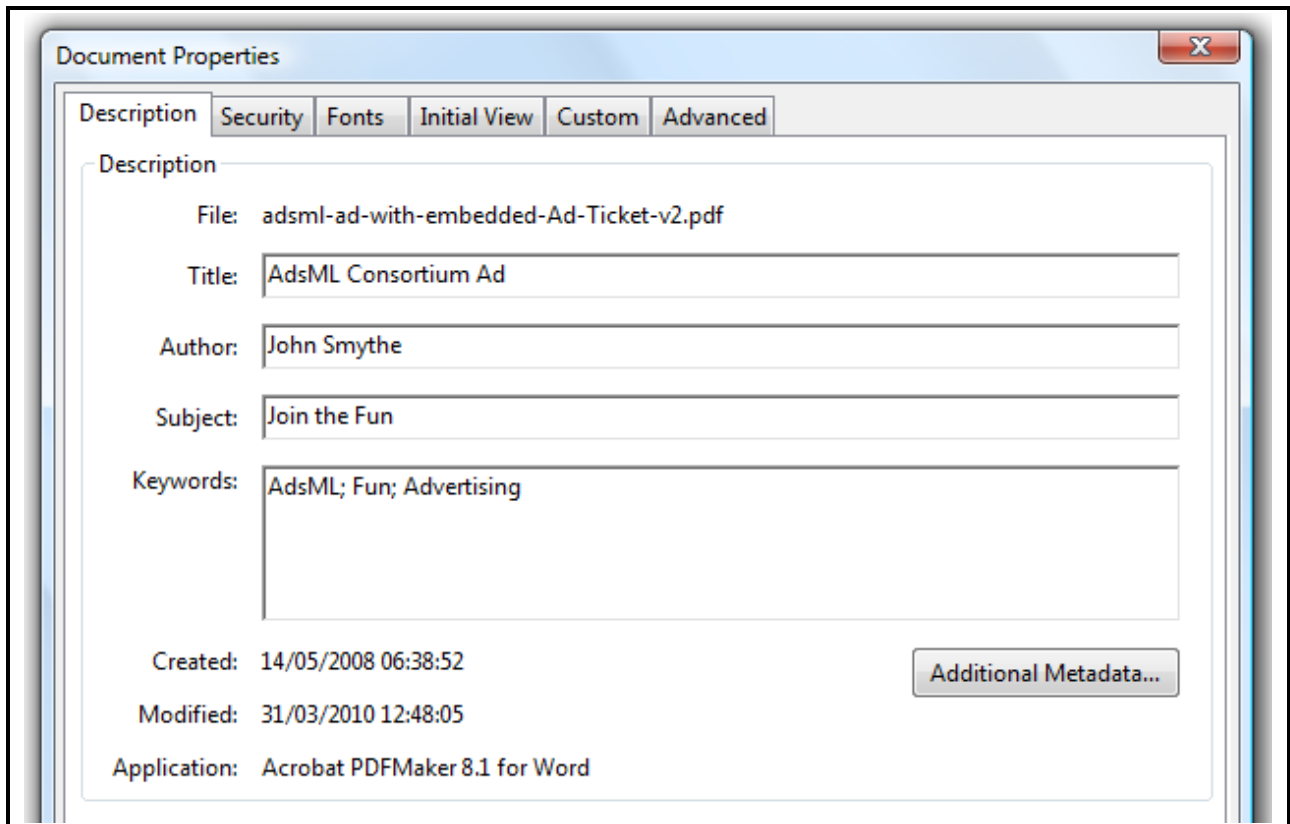 Document Properties
Description Security Fonts Initial View Custom Advanced
Description
File: adsml-ad-with-embedded-Ad-Ticket-v2.pdf
Title: AdsML Consortium Ad
Author: John Smythe
Subject: Join the Fun
Keywords: AdsML; Fun; Advertising
Created: 14/05/2008 06:38:52
Additional Metadata...
Modified: 31/03/2010 12:48:05
Application: Acrobat PDFMaker 8.1 for Word